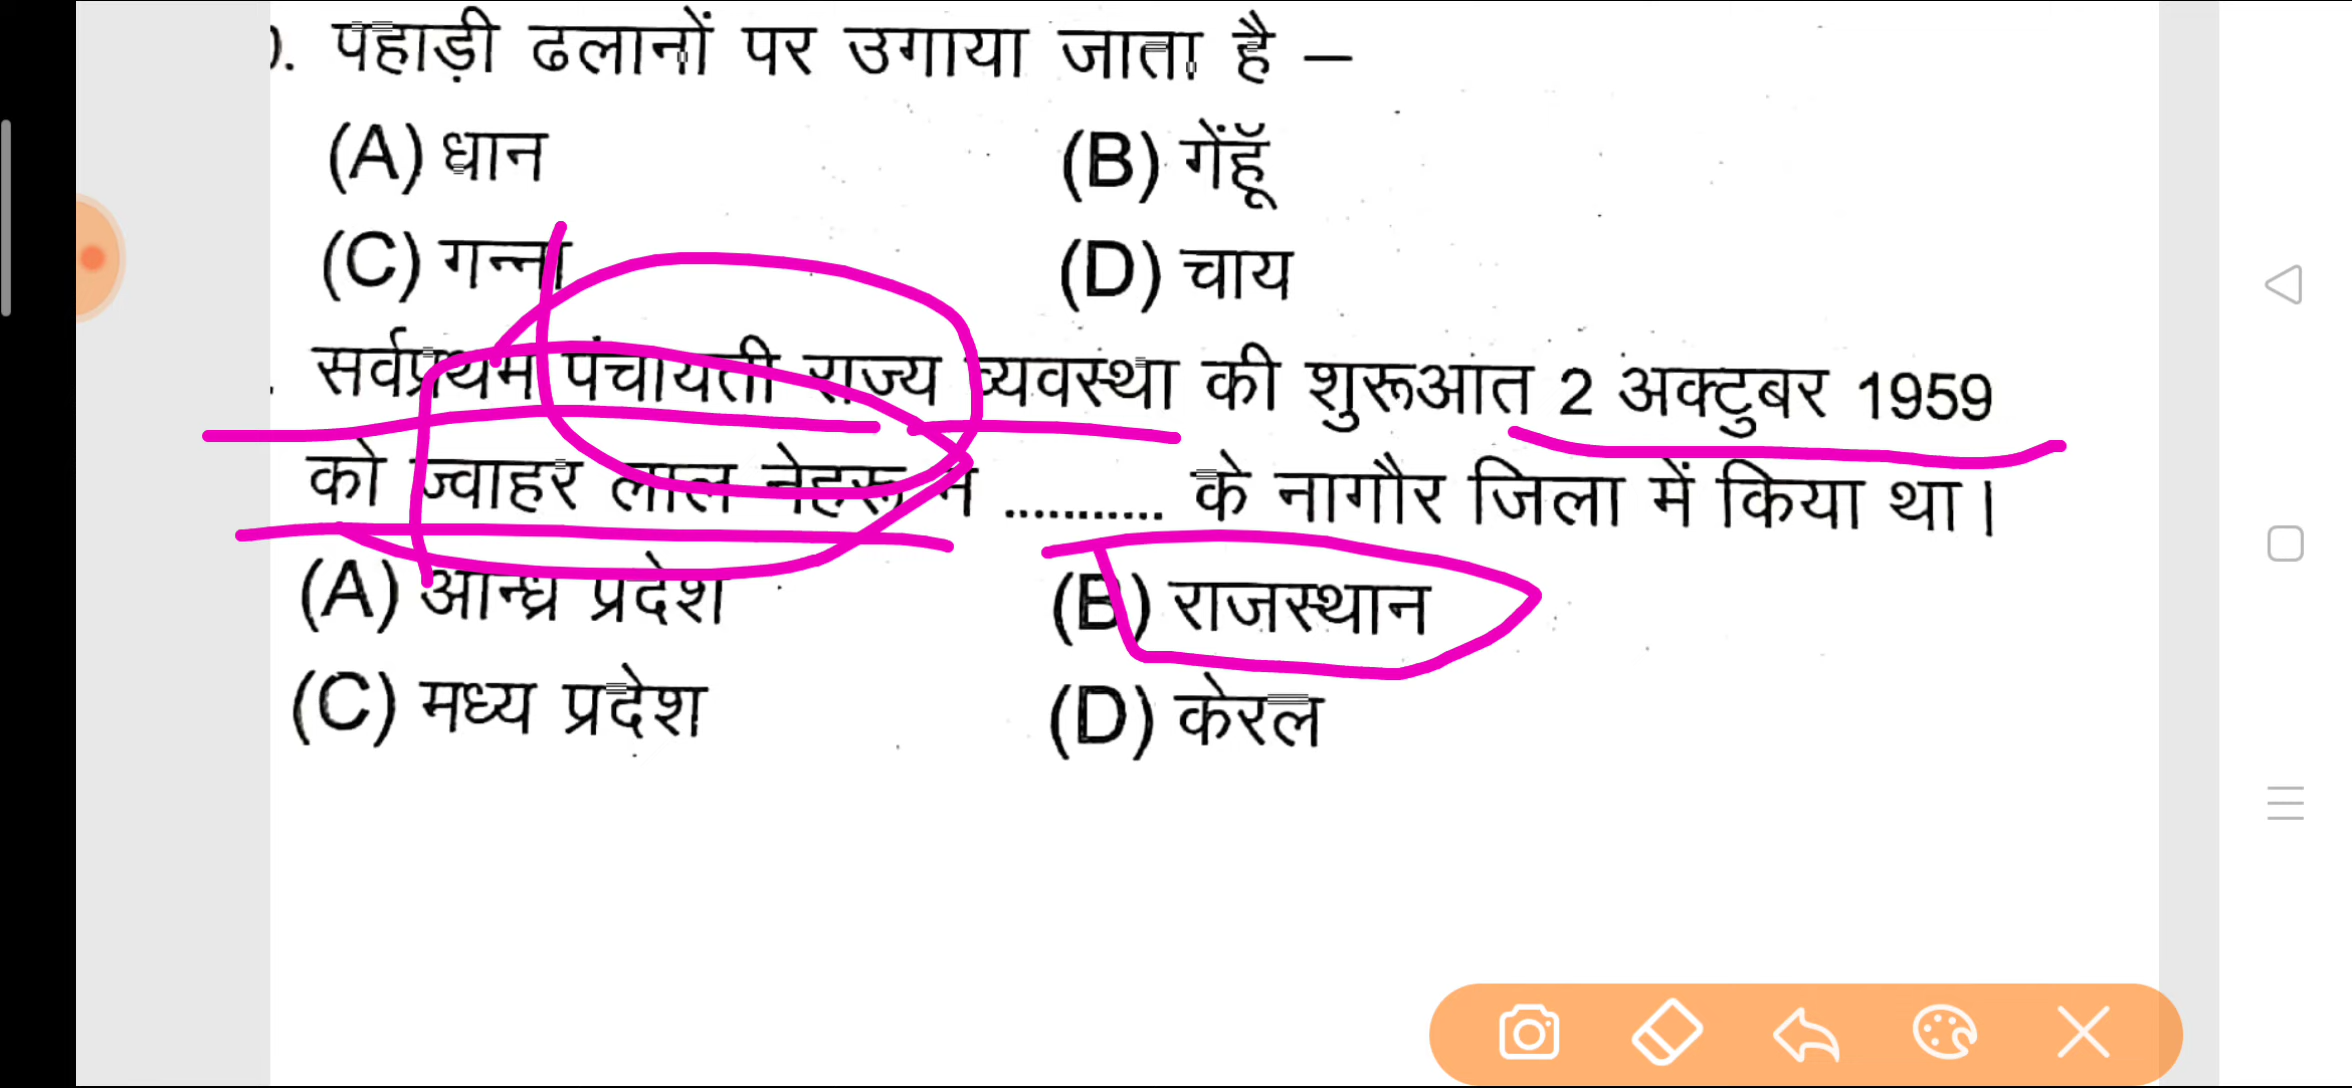 ). पहाड़ी ढलानों पर उगाया जाता है –
(A) धान (B) गेंहूँ
(C) गन्ना (D) चाय
. सर्वप्रथम पंचायती राज्य व्यवस्था की शुरूआत 2 अक्टुबर 1959
को ज्वाहर लाल नेहरू ने ........... के नागौर जिला में किया था।
(A) आन्ध्र प्रदेश (B) राजस्थान
(C) मध्य प्रदेश (D) केरल